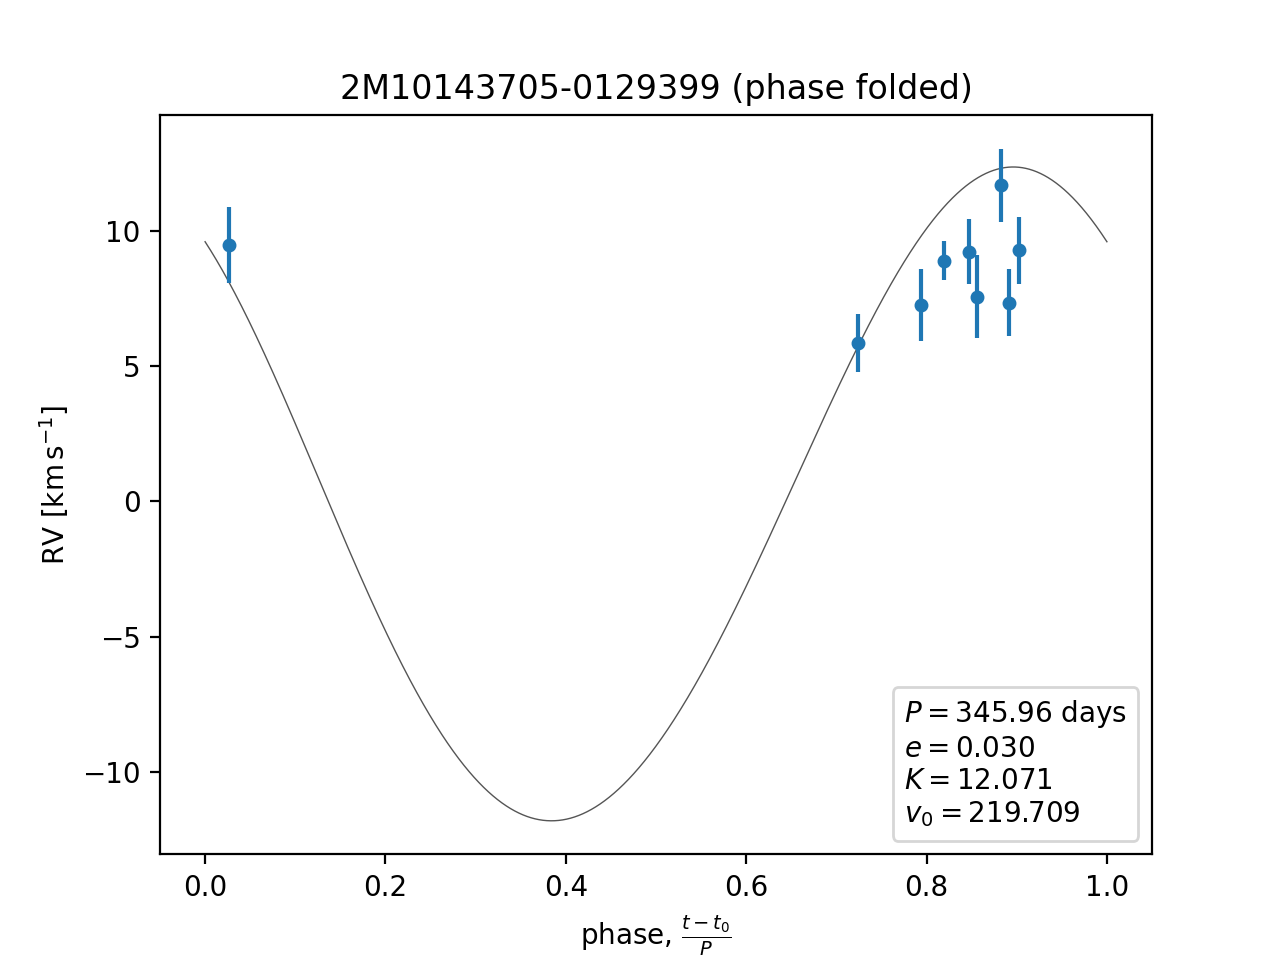 2M10143705-0129399 (phase folded)
RV [km s⁻¹]
10
5
0
−5
−10
0.0 0.2 0.4 0.6 0.8 1.0
phase, (t − t₀)/P
P = 345.96 days
e = 0.030
K = 12.071
v₀ = 219.709